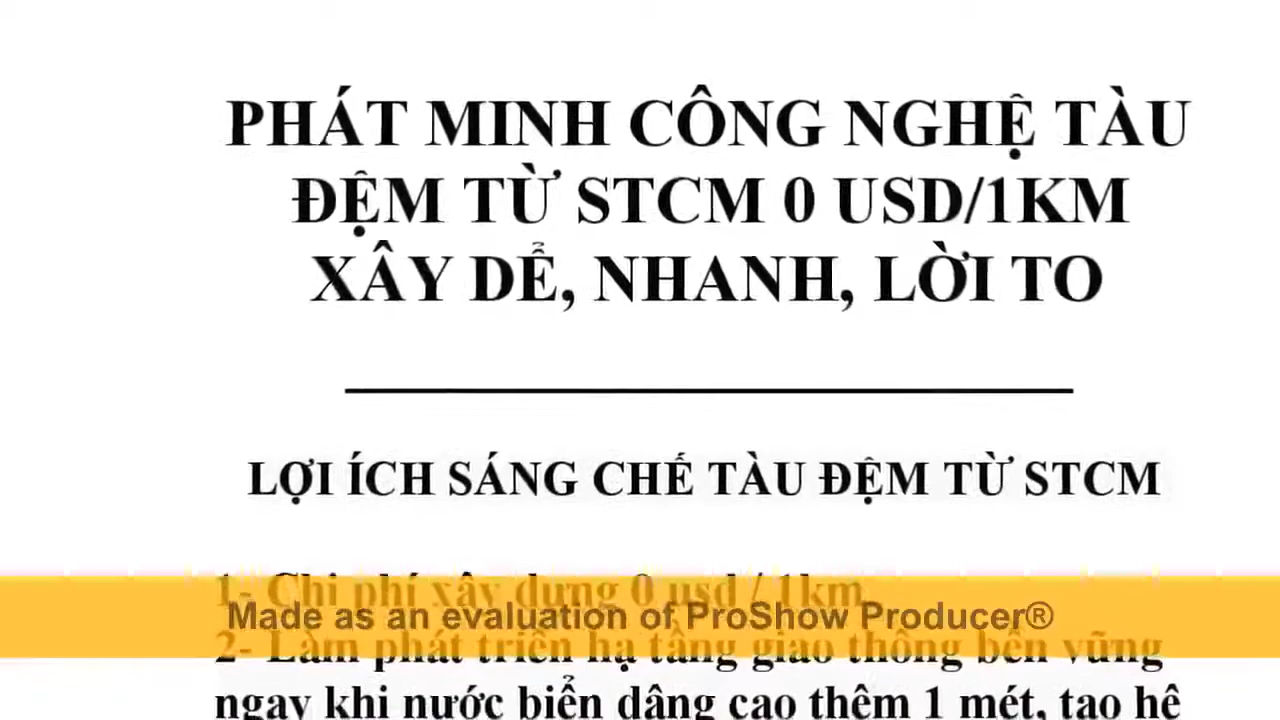 PHÁT MINH CÔNG NGHỆ TÀU
ĐỆM TỪ STCM 0 USD/1KM
XÂY DỂ, NHANH, LỜI TO
LỢI ÍCH SÁNG CHẾ TÀU ĐỆM TỪ STCM
1- Chi phí xây dựng 0 usd / 1km.
Made as an evaluation of ProShow Producer®
2- Làm phát triển hạ tầng giao thông bền vững
ngay khi nước biển dâng cao thêm 1 mét, tạo hệ